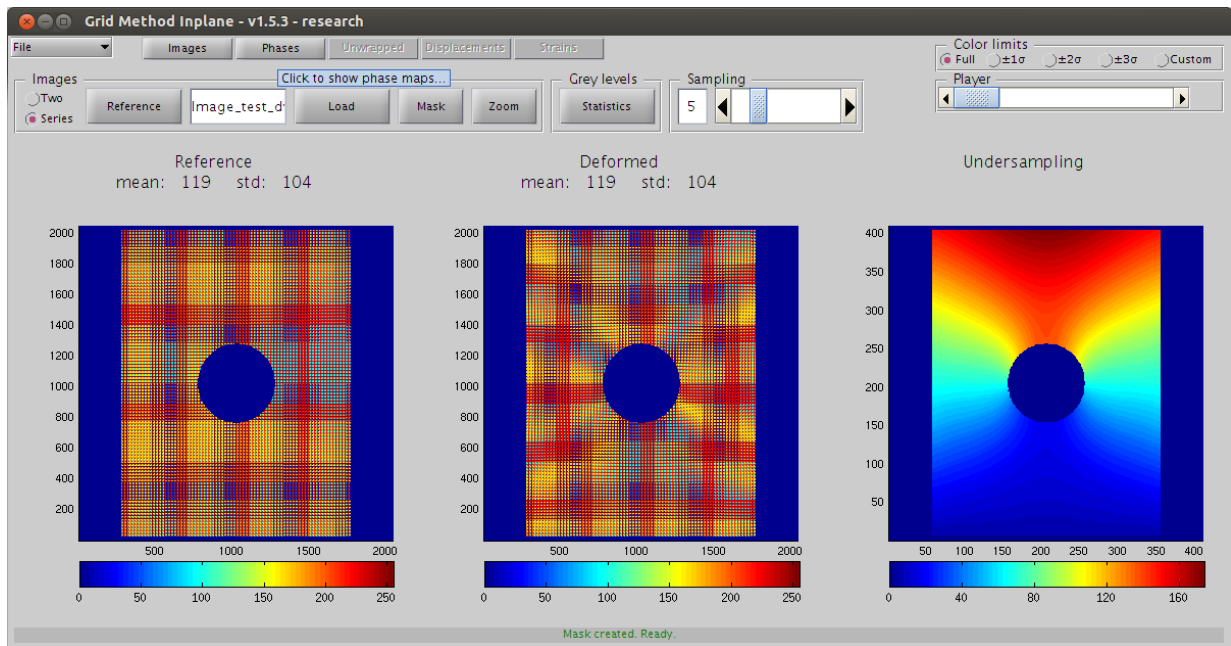 Grid Method Inplane - v1.5.3 - research
File Images Phases Unwrapped Displacements Strains
Color limits
Full ±1σ ±2σ ±3σ Custom
Click to show phase maps...
Images Grey levels Sampling Player
Two
Series
Reference Image_test_d Load Mask Zoom Statistics 5
Reference
mean: 119 std: 104
Deformed
mean: 119 std: 104
Undersampling
2000
1800
1600
1400
1200
1000
800
600
400
200
500 1000 1500 2000
0 50 100 150 200 250
2000
1800
1600
1400
1200
1000
800
600
400
200
500 1000 1500 2000
0 50 100 150 200 250
400
350
300
250
200
150
100
50
50 100 150 200 250 300 350 400
0 40 80 120 160
Mask created. Ready.